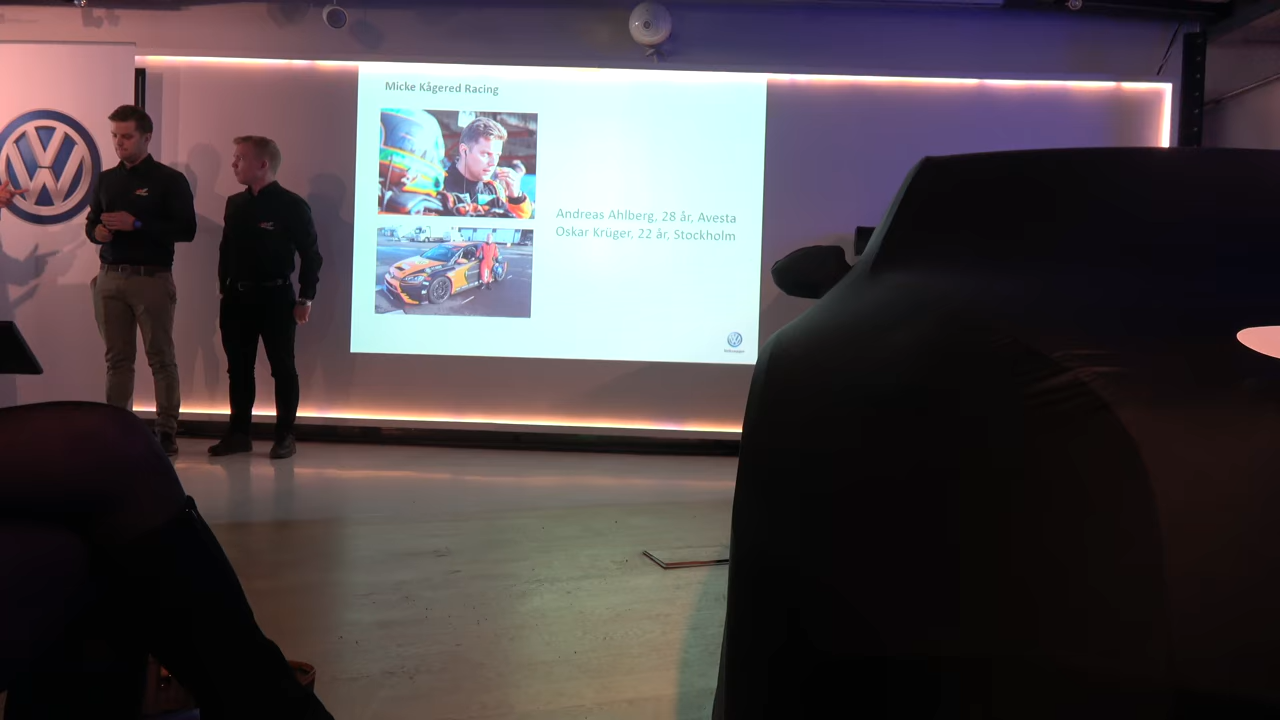 Micke Kågered Racing
Andreas Ahlberg, 28 år, Avesta
Oskar Krüger, 22 år, Stockholm